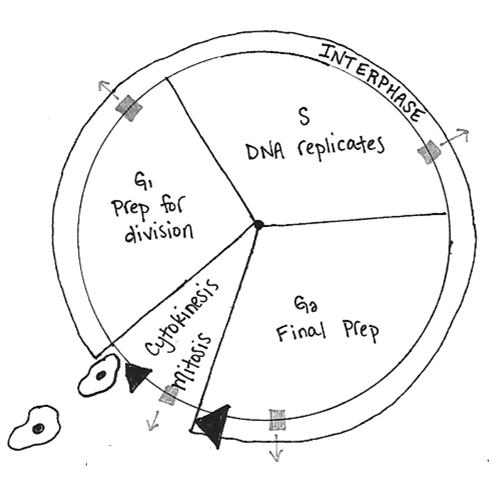 INTERPHASE
S
DNA replicates
G1
Prep for
division
Cytokinesis
Mitosis
G2
Final Prep